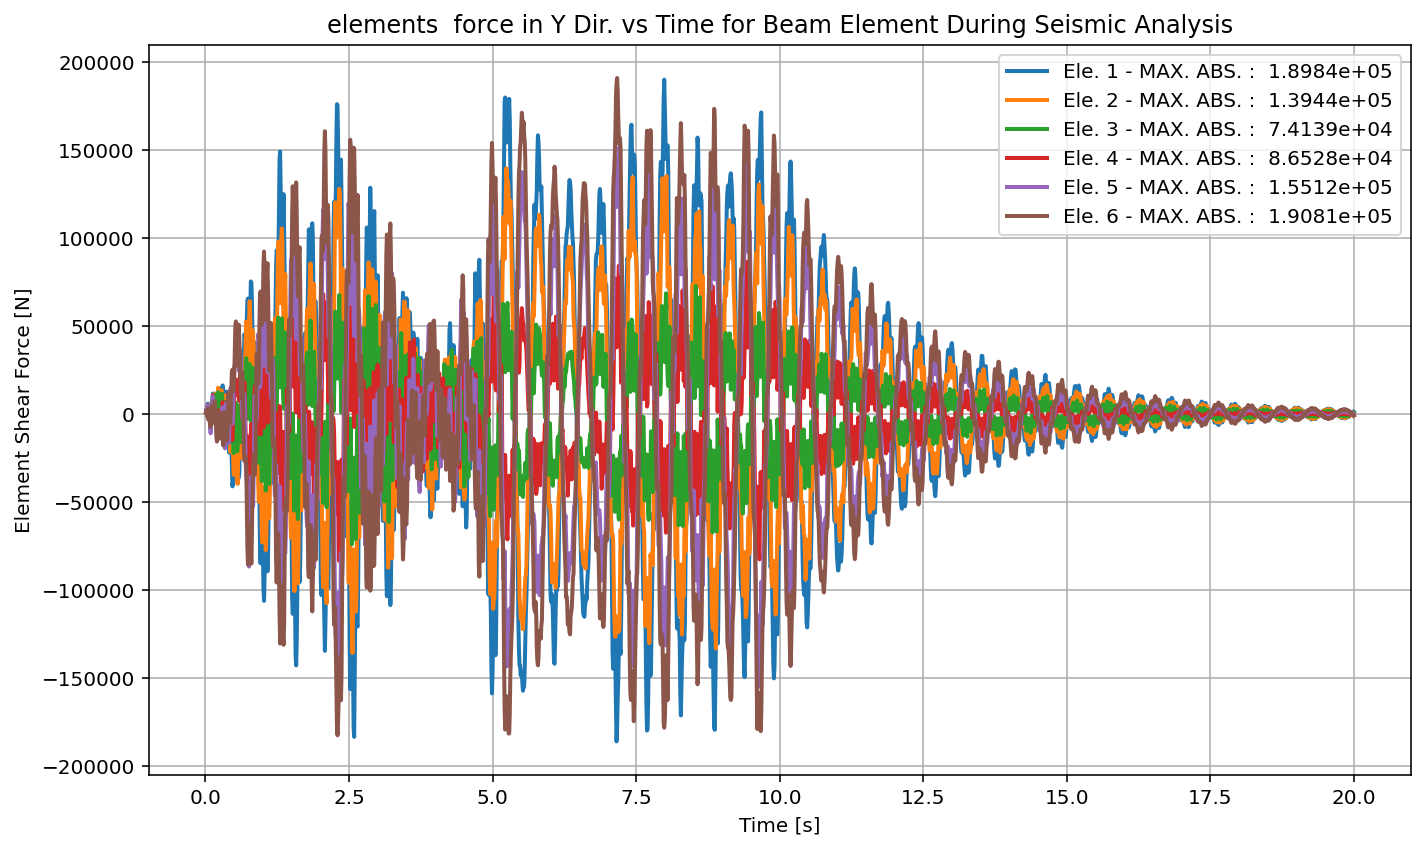 elements  force in Y Dir. vs Time for Beam Element During Seismic Analysis
Element Shear Force [N]
200000
150000
100000
50000
0
−50000
−100000
−150000
−200000
Ele. 1 - MAX. ABS. :  1.8984e+05
Ele. 2 - MAX. ABS. :  1.3944e+05
Ele. 3 - MAX. ABS. :  7.4139e+04
Ele. 4 - MAX. ABS. :  8.6528e+04
Ele. 5 - MAX. ABS. :  1.5512e+05
Ele. 6 - MAX. ABS. :  1.9081e+05
0.0 2.5 5.0 7.5 10.0 12.5 15.0 17.5 20.0
Time [s]